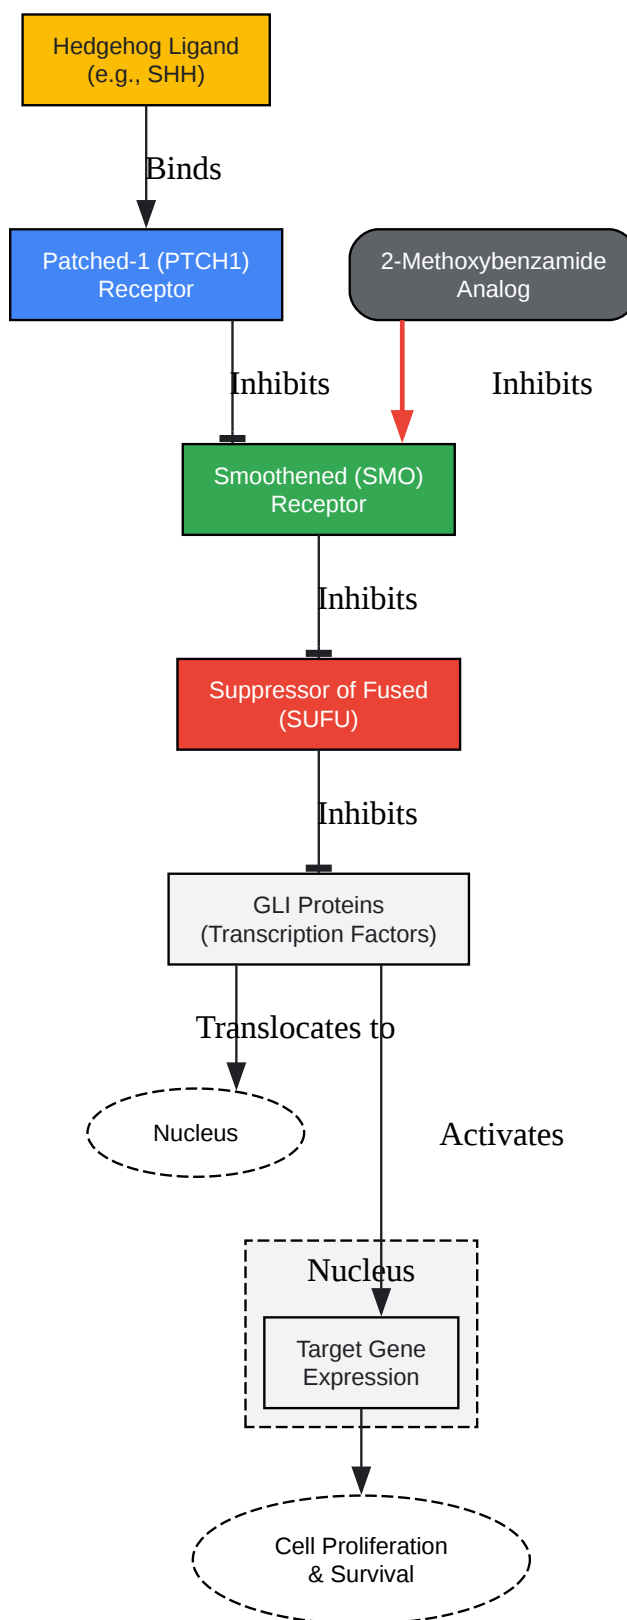 Hedgehog Ligand
(e.g., SHH)
Binds
Patched-1 (PTCH1)
Receptor
2-Methoxybenzamide
Analog
Inhibits
Inhibits
Smoothened (SMO)
Receptor
Inhibits
Suppressor of Fused
(SUFU)
Inhibits
GLI Proteins
(Transcription Factors)
Translocates to
Nucleus
Activates
Nucleus
Target Gene
Expression
Cell Proliferation
& Survival